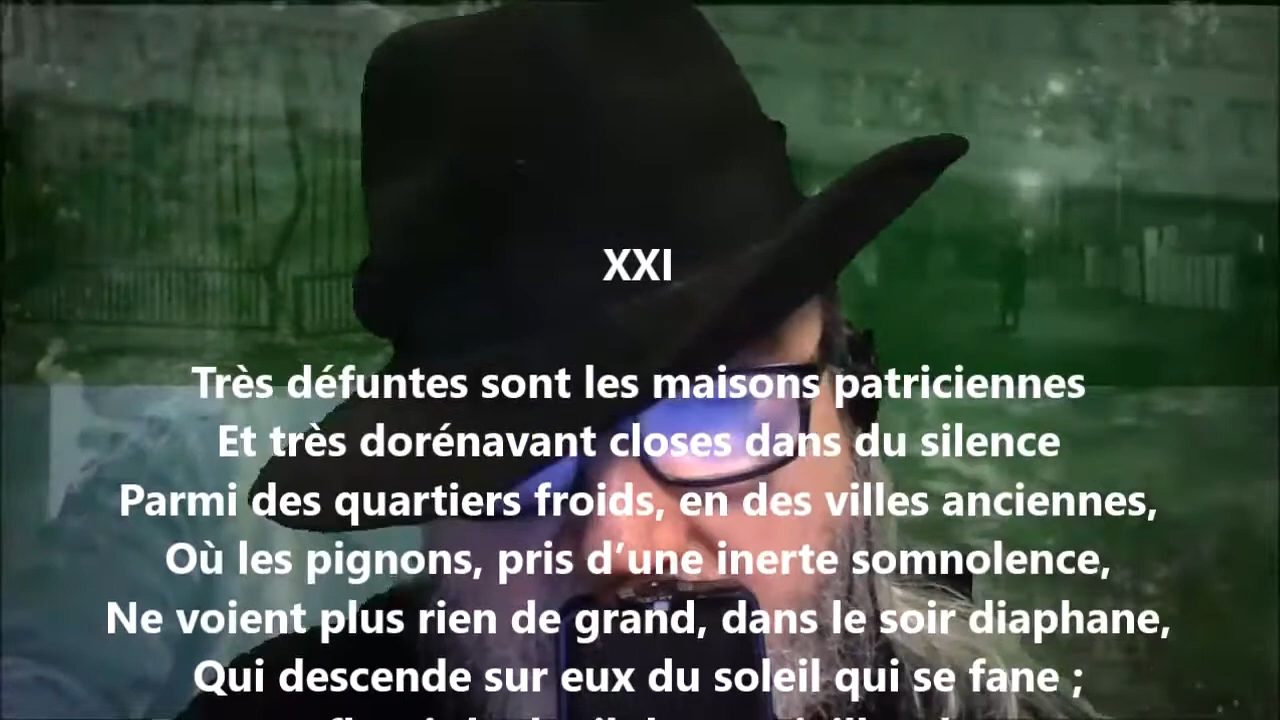 XXI
Très défuntes sont les maisons patriciennes
Et très dorénavant closes dans du silence
Parmi des quartiers froids, en des villes anciennes,
Où les pignons, pris d’une inerte somnolence,
Ne voient plus rien de grand, dans le soir diaphane,
Qui descende sur eux du soleil qui se fane ;